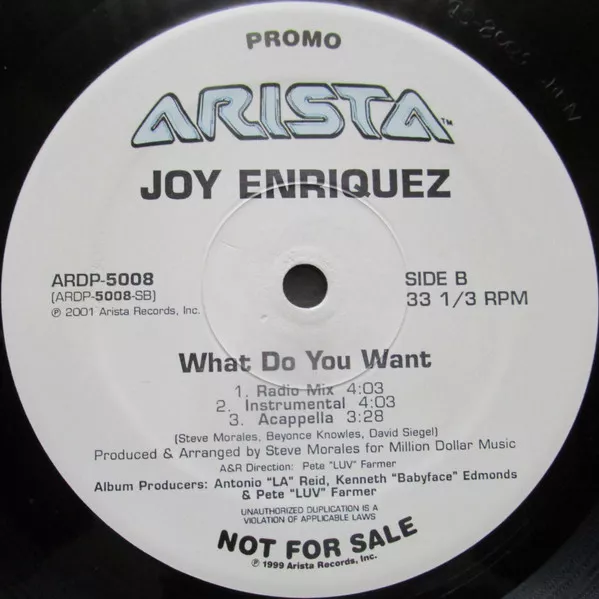 PROMO
ARISTA™
JOY ENRIQUEZ
ARDP-5008
(ARDP-5008-SB)
℗ 2001 Arista Records, Inc.
SIDE B
33 1/3 RPM
What Do You Want
1. Radio Mix 4:03
2. Instrumental 4:03
3. Acappella 3:28
(Steve Morales, Beyonce Knowles, David Siegel)
Produced & Arranged by Steve Morales for Million Dollar Music
A&R Direction: Pete "LUV" Farmer
Album Producers: Antonio "LA" Reid, Kenneth "Babyface" Edmonds
& Pete "LUV" Farmer
UNAUTHORIZED DUPLICATION IS A
VIOLATION OF APPLICABLE LAWS
NOT FOR SALE
℗ 1999 Arista Records, Inc.